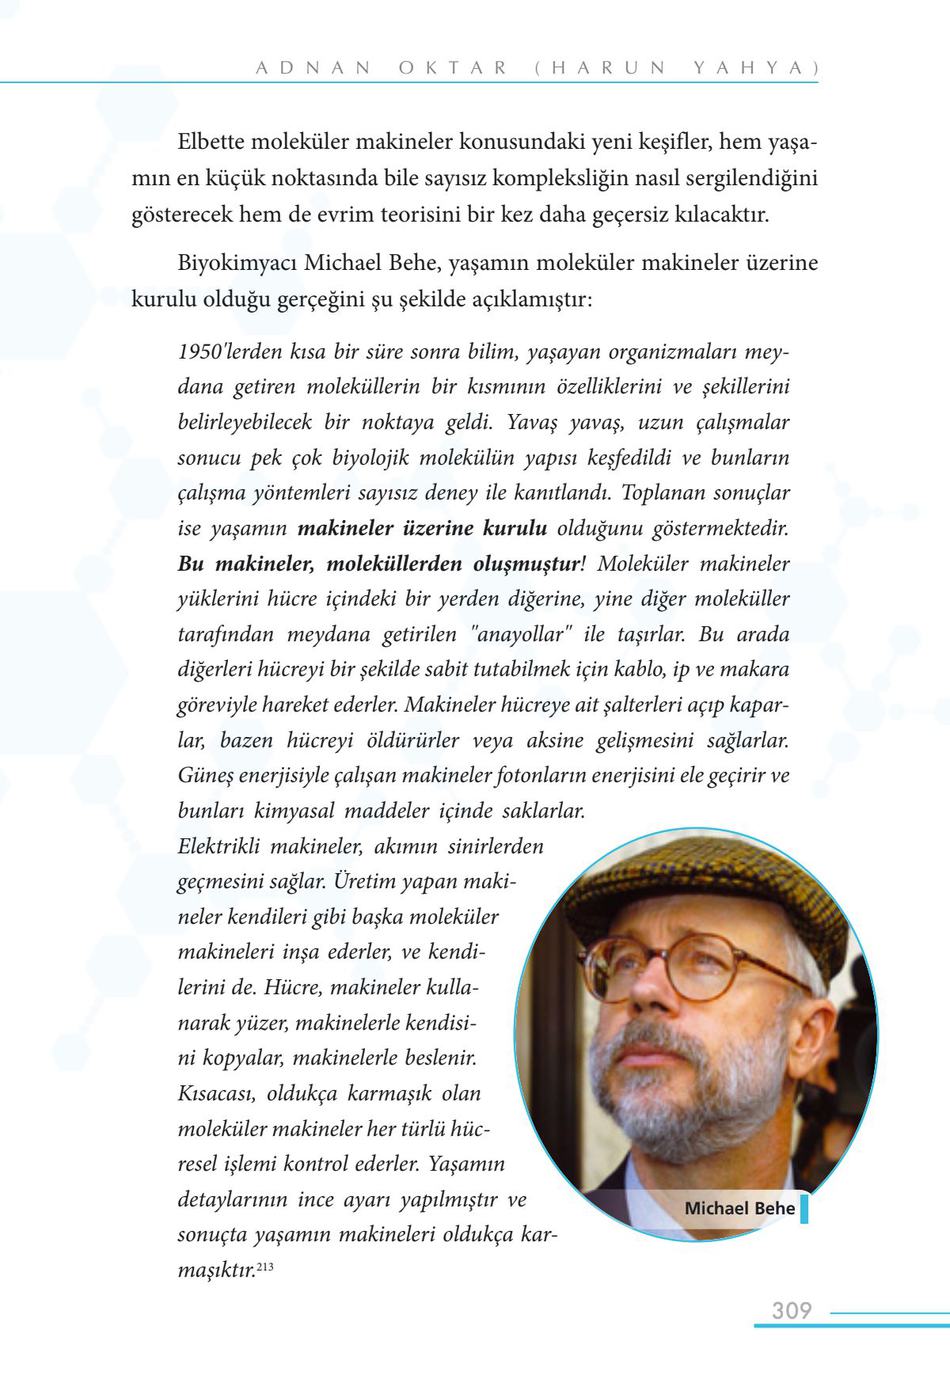 ADNAN OKTAR (HARUN YAHYA)
Elbette moleküler makineler konusundaki yeni keşifler, hem yaşa-
mın en küçük noktasında bile sayısız kompleksliğin nasıl sergilendiğini
gösterecek hem de evrim teorisini bir kez daha geçersiz kılacaktır.
Biyokimyacı Michael Behe, yaşamın moleküler makineler üzerine
kurulu olduğu gerçeğini şu şekilde açıklamıştır:
1950'lerden kısa bir süre sonra bilim, yaşayan organizmaları mey-
dana getiren moleküllerin bir kısmının özelliklerini ve şekillerini
belirleyebilecek bir noktaya geldi. Yavaş yavaş, uzun çalışmalar
sonucu pek çok biyolojik molekülün yapısı keşfedildi ve bunların
çalışma yöntemleri sayısız deney ile kanıtlandı. Toplanan sonuçlar
ise yaşamın makineler üzerine kurulu olduğunu göstermektedir.
Bu makineler, moleküllerden oluşmuştur! Moleküler makineler
yüklerini hücre içindeki bir yerden diğerine, yine diğer moleküller
tarafından meydana getirilen "anayollar" ile taşırlar. Bu arada
diğerleri hücreyi bir şekilde sabit tutabilmek için kablo, ip ve makara
göreviyle hareket ederler. Makineler hücreye ait şalterleri açıp kapar-
lar, bazen hücreyi öldürürler veya aksine gelişmesini sağlarlar.
Güneş enerjisiyle çalışan makineler fotonların enerjisini ele geçirir ve
bunları kimyasal maddeler içinde saklarlar.
Elektrikli makineler, akımın sinirlerden
geçmesini sağlar. Üretim yapan maki-
neler kendileri gibi başka moleküler
makineleri inşa ederler, ve kendi-
lerini de. Hücre, makineler kulla-
narak yüzer, makinelerle kendisi-
ni kopyalar, makinelerle beslenir.
Kısacası, oldukça karmaşık olan
moleküler makineler her türlü hüc-
resel işlemi kontrol ederler. Yaşamın
detaylarının ince ayarı yapılmıştır ve
sonuçta yaşamın makineleri oldukça kar-
maşıktır.213
Michael Behe
309